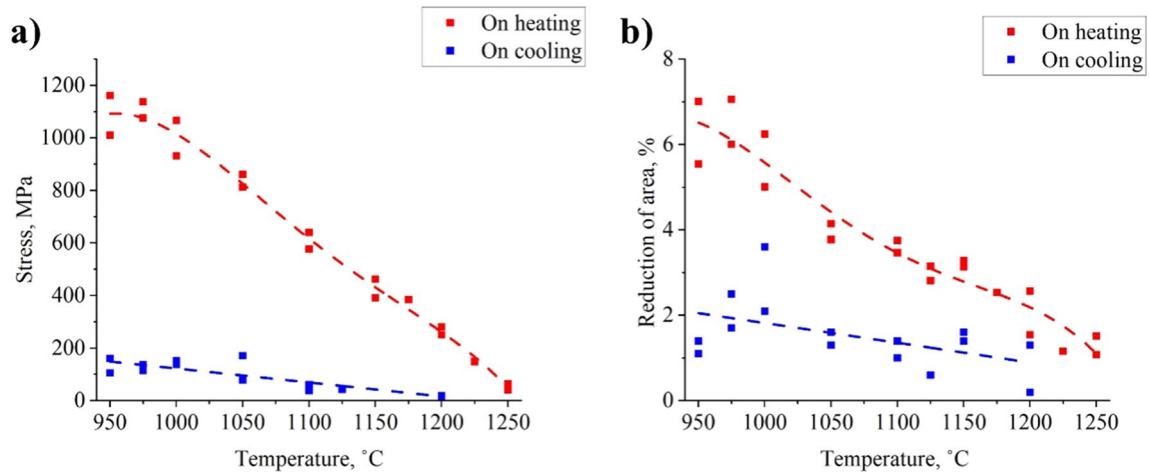 a)
On heating
On cooling
Stress, MPa
1200
1000
800
600
400
200
0
950 1000 1050 1100 1150 1200 1250
Temperature, ˚C
b)
On heating
On cooling
Reduction of area, %
8
6
4
2
0
950 1000 1050 1100 1150 1200 1250
Temperature, ˚C